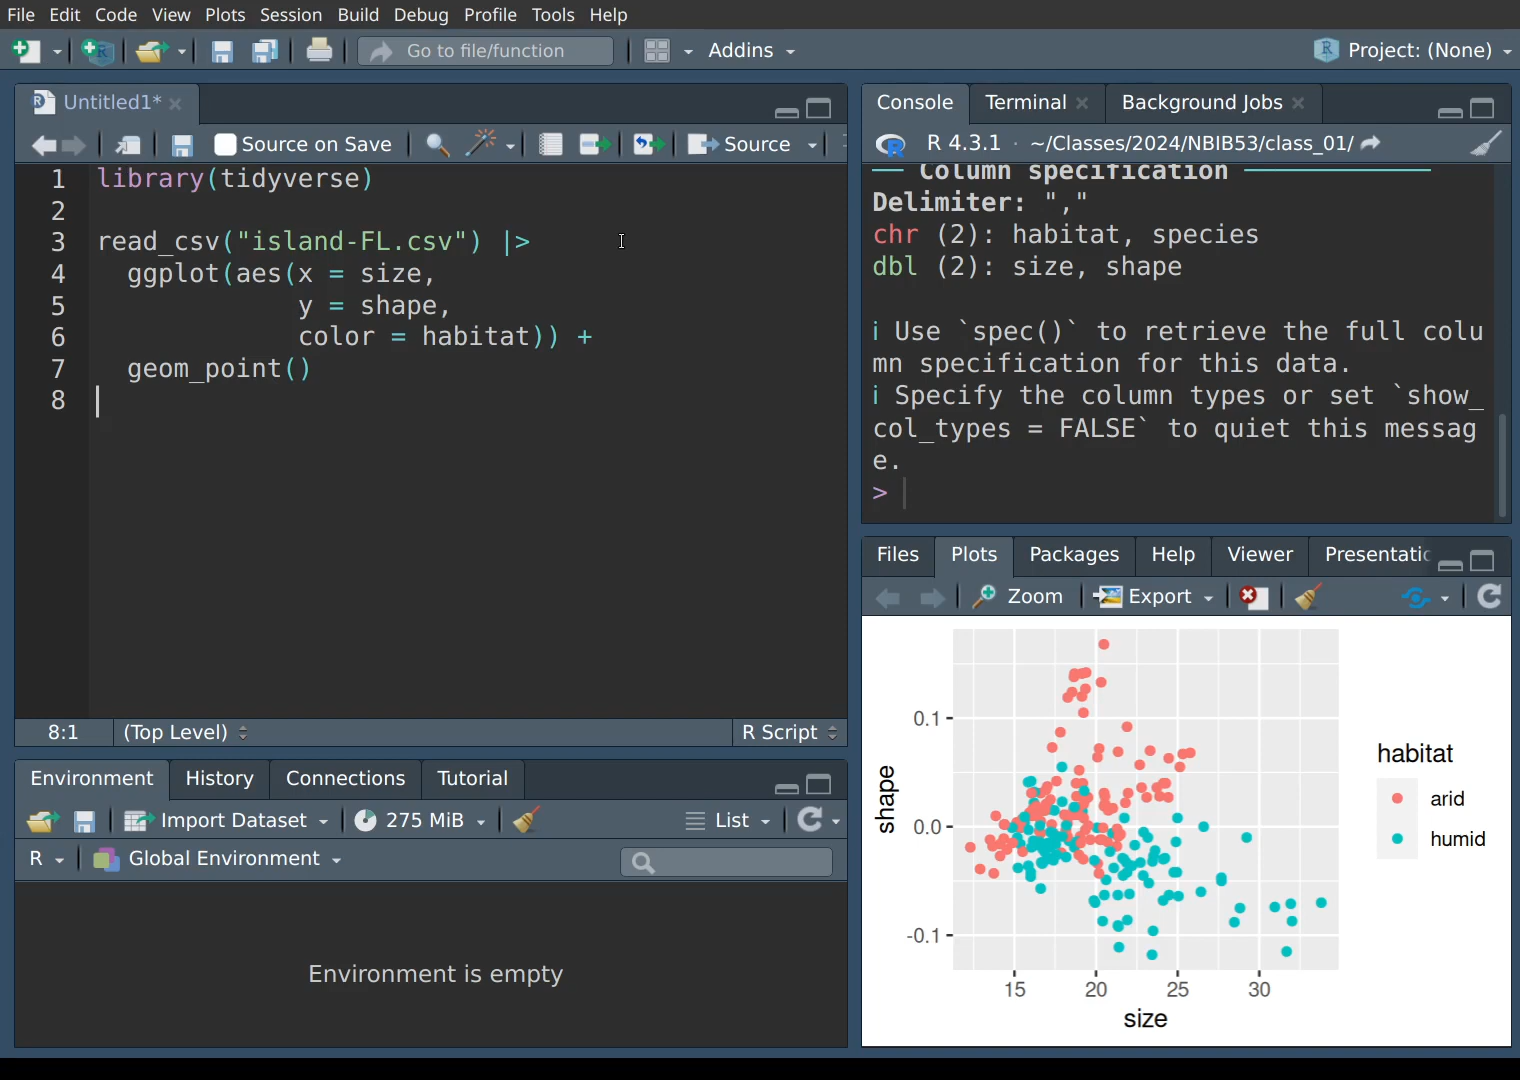 File Edit Code View Plots Session Build Debug Profile Tools Help
Go to file/function Addins Project: (None)
Untitled1*
Source on Save Source
1 library(tidyverse)
2
3 read_csv("island-FL.csv") |>
4 ggplot(aes(x = size,
5 y = shape,
6 color = habitat)) +
7 geom_point()
8
8:1 (Top Level) R Script
Environment History Connections Tutorial
Import Dataset 275 MiB List
R Global Environment
Environment is empty
Console Terminal Background Jobs
R 4.3.1 · ~/Classes/2024/NBIB53/class_01/
── Column specification ────────
Delimiter: ","
chr (2): habitat, species
dbl (2): size, shape
i Use `spec()` to retrieve the full colu
mn specification for this data.
i Specify the column types or set `show_
col_types = FALSE` to quiet this messag
e.
>
Files Plots Packages Help Viewer Presentatic
Zoom Export
shape
0.1
0.0
-0.1
15 20 25 30
size
habitat
arid
humid